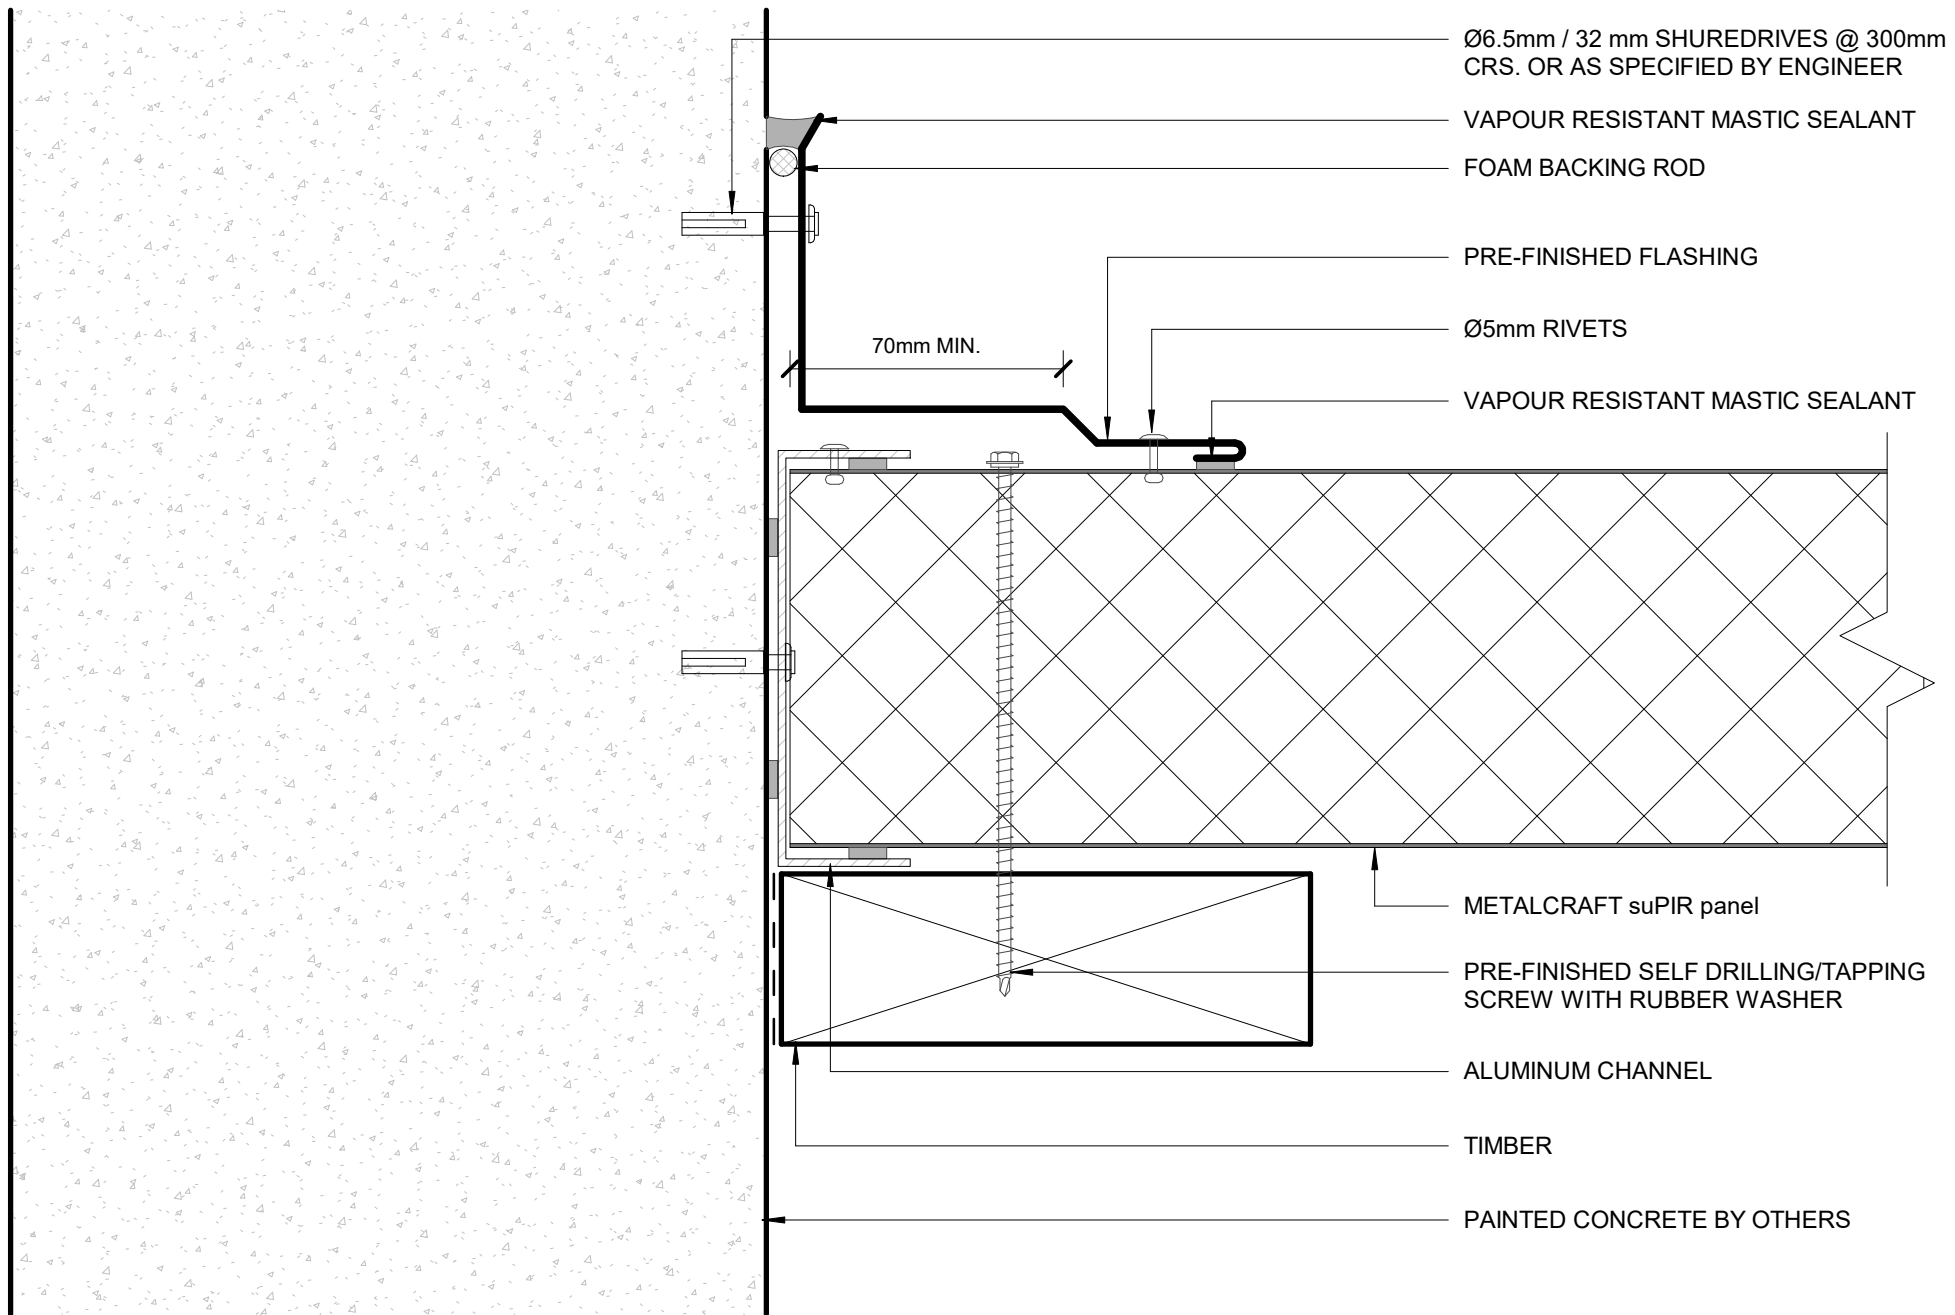 Ø6.5mm / 32 mm SHUREDRIVES @ 300mm
CRS. OR AS SPECIFIED BY ENGINEER
VAPOUR RESISTANT MASTIC SEALANT
FOAM BACKING ROD
PRE-FINISHED FLASHING
Ø5mm RIVETS
70mm MIN.
VAPOUR RESISTANT MASTIC SEALANT
METALCRAFT suPIR panel
PRE-FINISHED SELF DRILLING/TAPPING
SCREW WITH RUBBER WASHER
ALUMINUM CHANNEL
TIMBER
PAINTED CONCRETE BY OTHERS